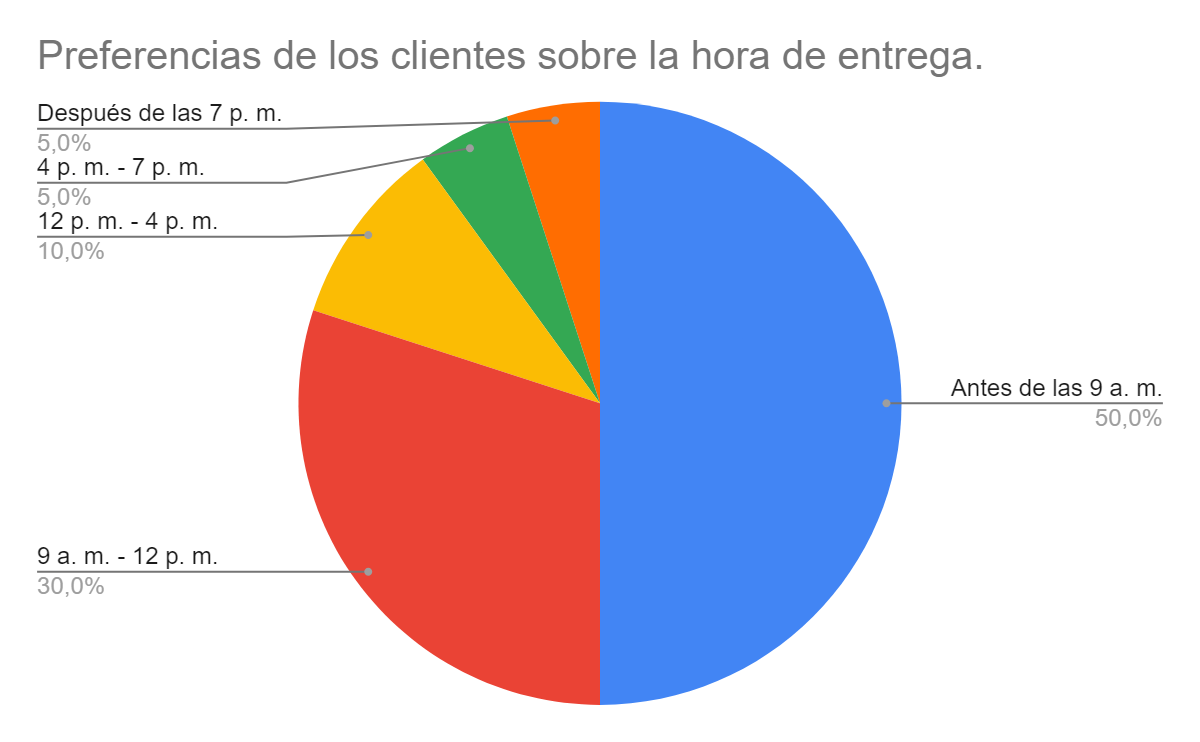 Preferencias de los clientes sobre la hora de entrega.
Después de las 7 p. m.
5,0%
4 p. m. - 7 p. m.
5,0%
12 p. m. - 4 p. m.
10,0%
Antes de las 9 a. m.
50,0%
9 a. m. - 12 p. m.
30,0%